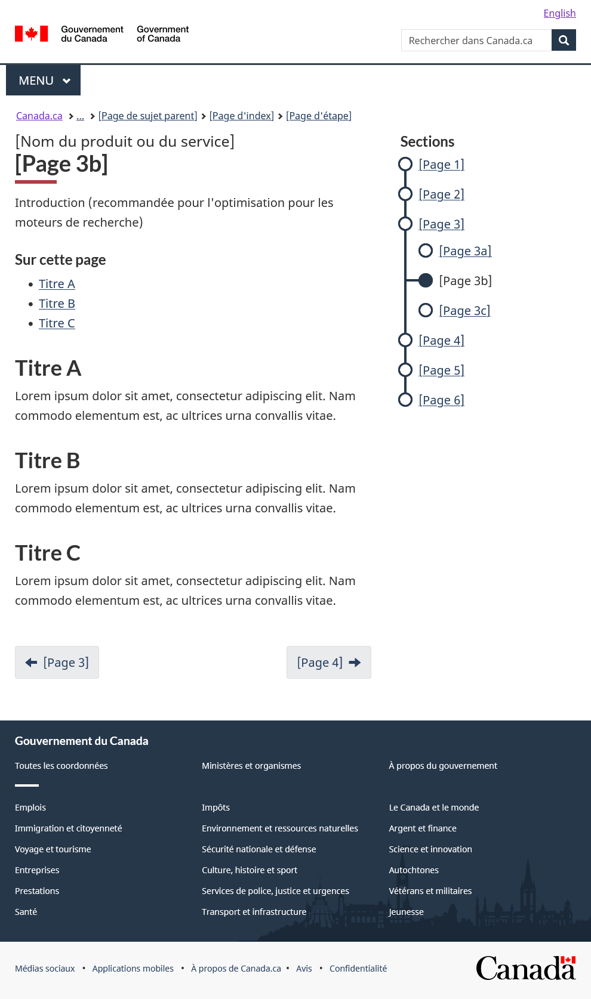 English
Gouvernement Government
du Canada of Canada
Rechercher dans Canada.ca
MENU
Canada.ca ... [Page de sujet parent] [Page d'index] [Page d'étape]
[Nom du produit ou du service]
[Page 3b]
Introduction (recommandée pour l'optimisation pour les
moteurs de recherche)
Sur cette page
• Titre A
• Titre B
• Titre C
Titre A
Lorem ipsum dolor sit amet, consectetur adipiscing elit. Nam
commodo elementum est, ac ultrices urna convallis vitae.
Titre B
Lorem ipsum dolor sit amet, consectetur adipiscing elit. Nam
commodo elementum est, ac ultrices urna convallis vitae.
Titre C
Lorem ipsum dolor sit amet, consectetur adipiscing elit. Nam
commodo elementum est, ac ultrices urna convallis vitae.
[Page 3] [Page 4]
Sections
[Page 1]
[Page 2]
[Page 3]
[Page 3a]
[Page 3b]
[Page 3c]
[Page 4]
[Page 5]
[Page 6]
Gouvernement du Canada
Toutes les coordonnées Ministères et organismes À propos du gouvernement
Emplois Impôts Le Canada et le monde
Immigration et citoyenneté Environnement et ressources naturelles Argent et finance
Voyage et tourisme Sécurité nationale et défense Science et innovation
Entreprises Culture, histoire et sport Autochtones
Prestations Services de police, justice et urgences Vétérans et militaires
Santé Transport et infrastructure Jeunesse
Médias sociaux • Applications mobiles • À propos de Canada.ca • Avis • Confidentialité
Canada